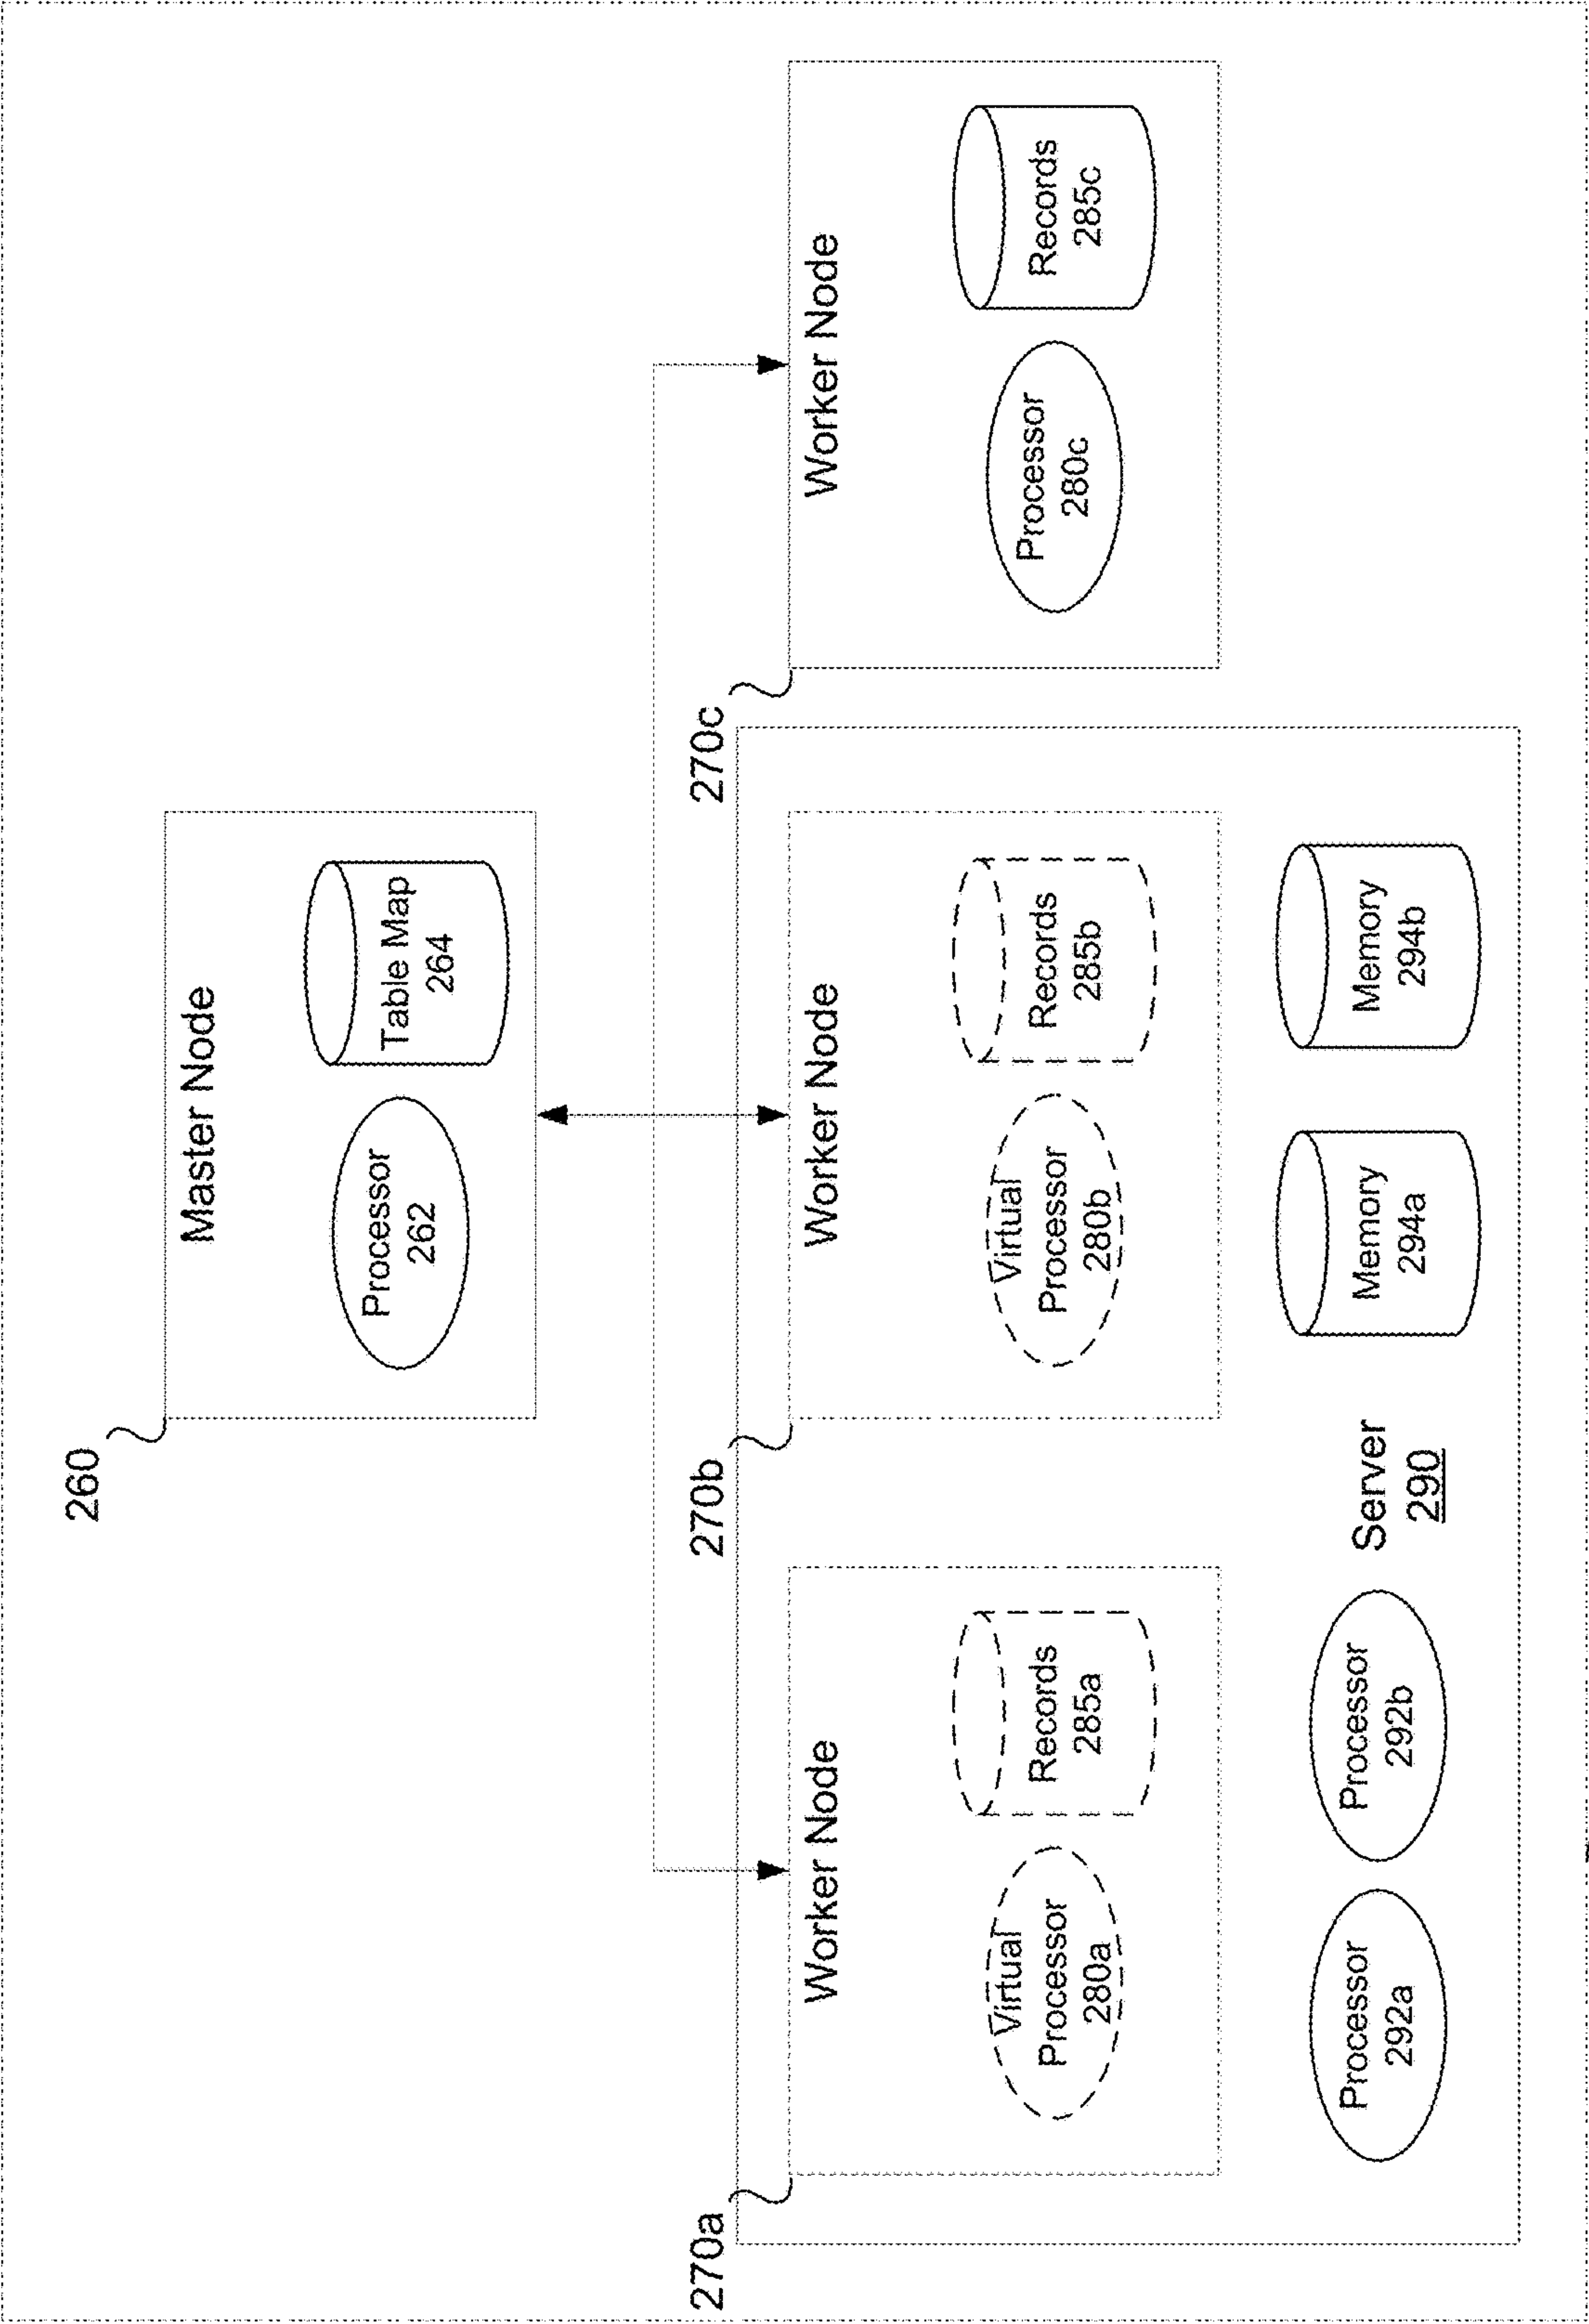 260
Master Node
Processor
262
Table Map
264
270a
Worker Node
Virtual
Processor
280a
Records
285a
270b
Worker Node
Virtual
Processor
280b
Records
285b
270c
Worker Node
Processor
280c
Records
285c
Processor
292a
Processor
292b
Server
290
Memory
294a
Memory
294b